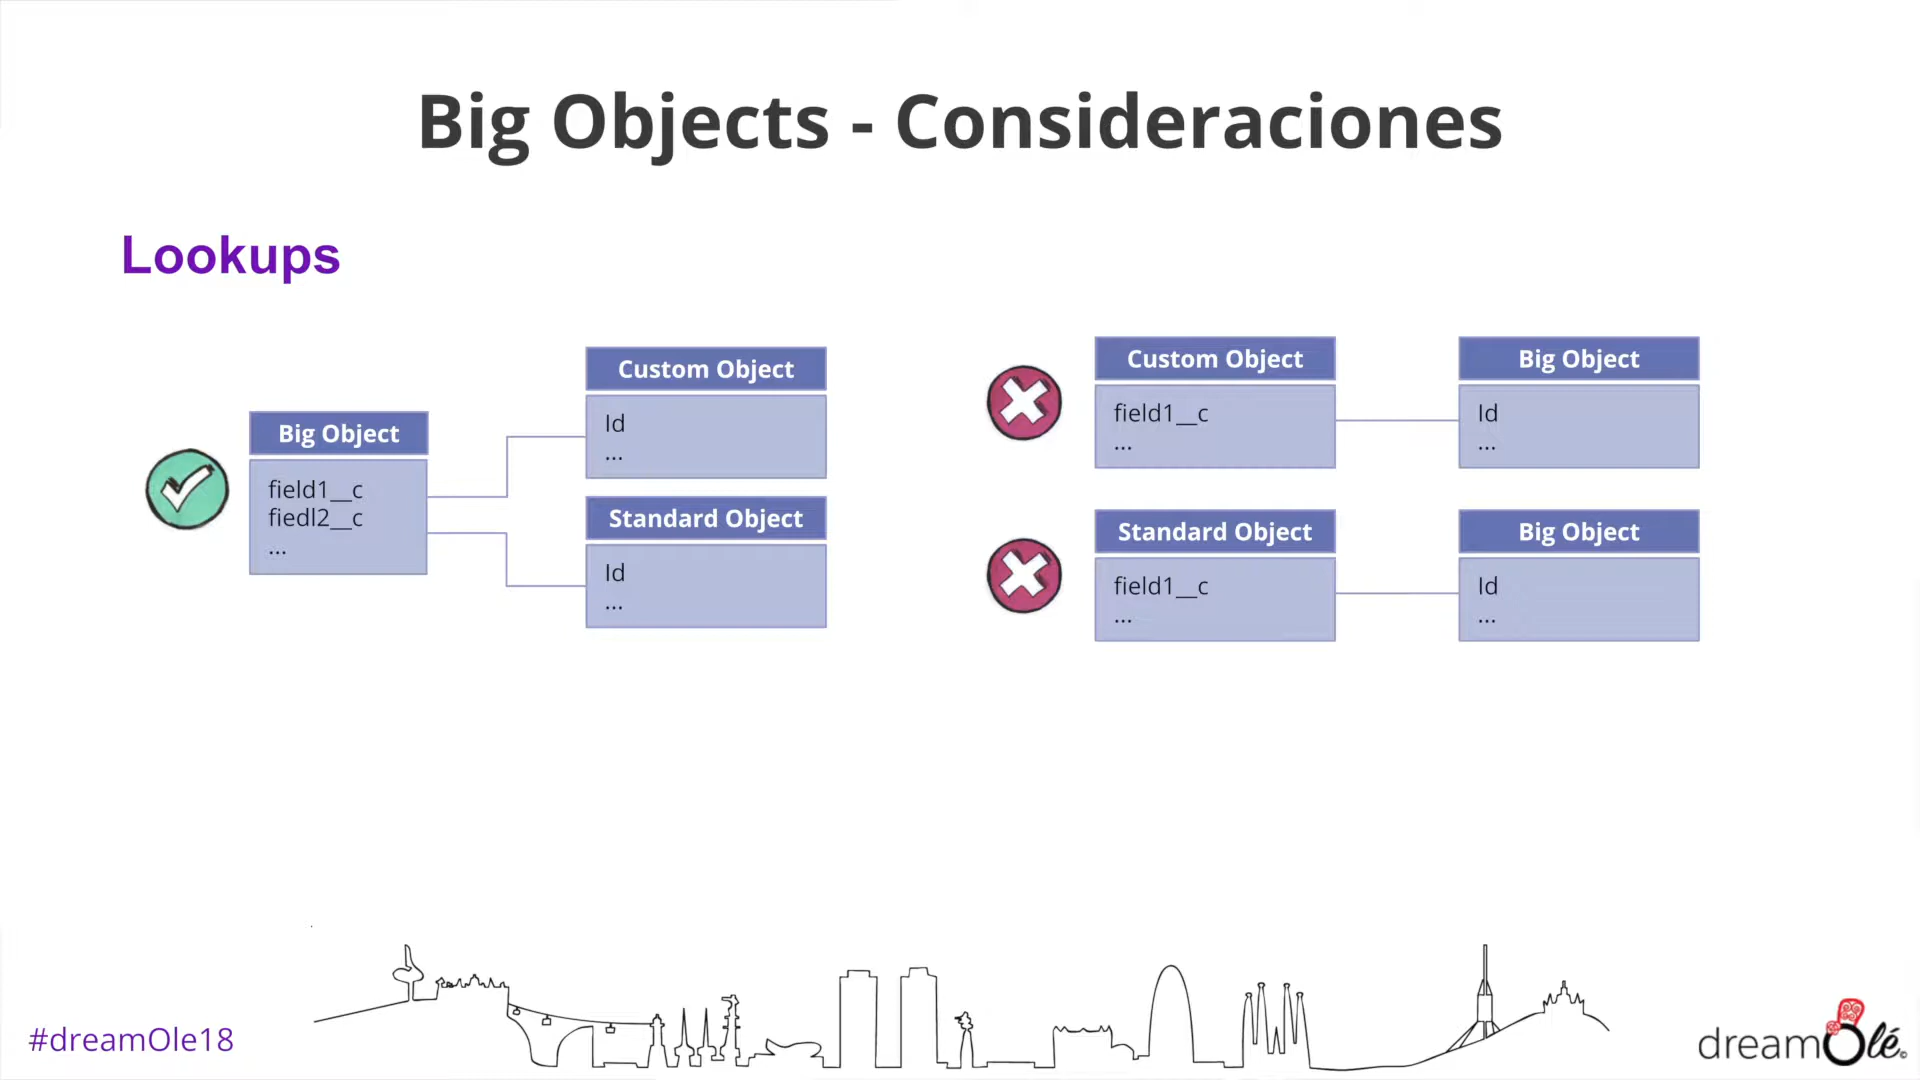 Big Objects - Consideraciones
Lookups
Big Object
field1__c
fiedl2__c
...
Custom Object
Id
...
Standard Object
Id
...
Custom Object
field1__c
...
Big Object
Id
...
Standard Object
field1__c
...
Big Object
Id
...
#dreamOle18
dreamOlé